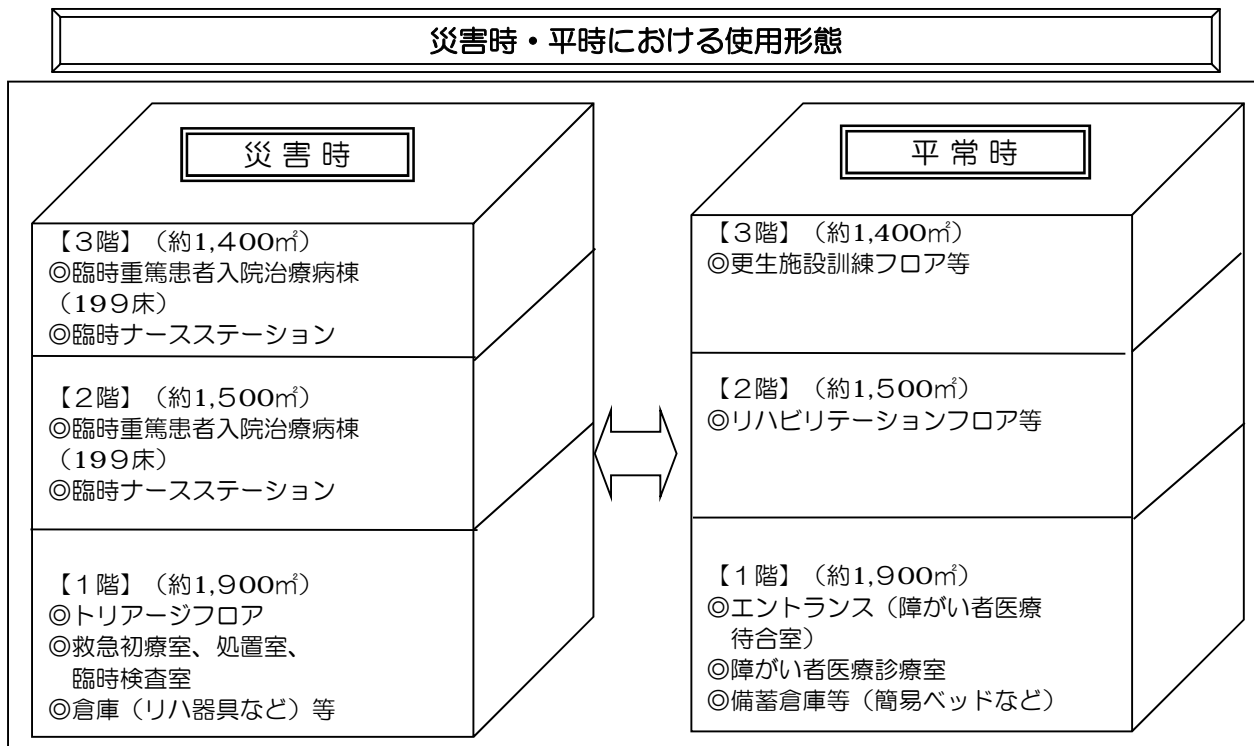 災害時・平時における使用形態
災 害 時
【３階】（約1,４00㎡）
◎臨時重篤患者入院治療病棟
（1９９床）
◎臨時ナースステーション
【２階】（約1,５00㎡）
◎臨時重篤患者入院治療病棟
（1９９床）
◎臨時ナースステーション
【１階】（約1,９00㎡）
◎トリアージフロア
◎救急初療室、処置室、
臨時検査室
◎倉庫（リハ器具など）等
平 常 時
【３階】（約1,４00㎡）
◎更生施設訓練フロア等
【２階】（約1,５00㎡）
◎リハビリテーションフロア等
【１階】（約1,９00㎡）
◎エントランス（障がい者医療
待合室）
◎障がい者医療診療室
◎備蓄倉庫等（簡易ベッドなど）